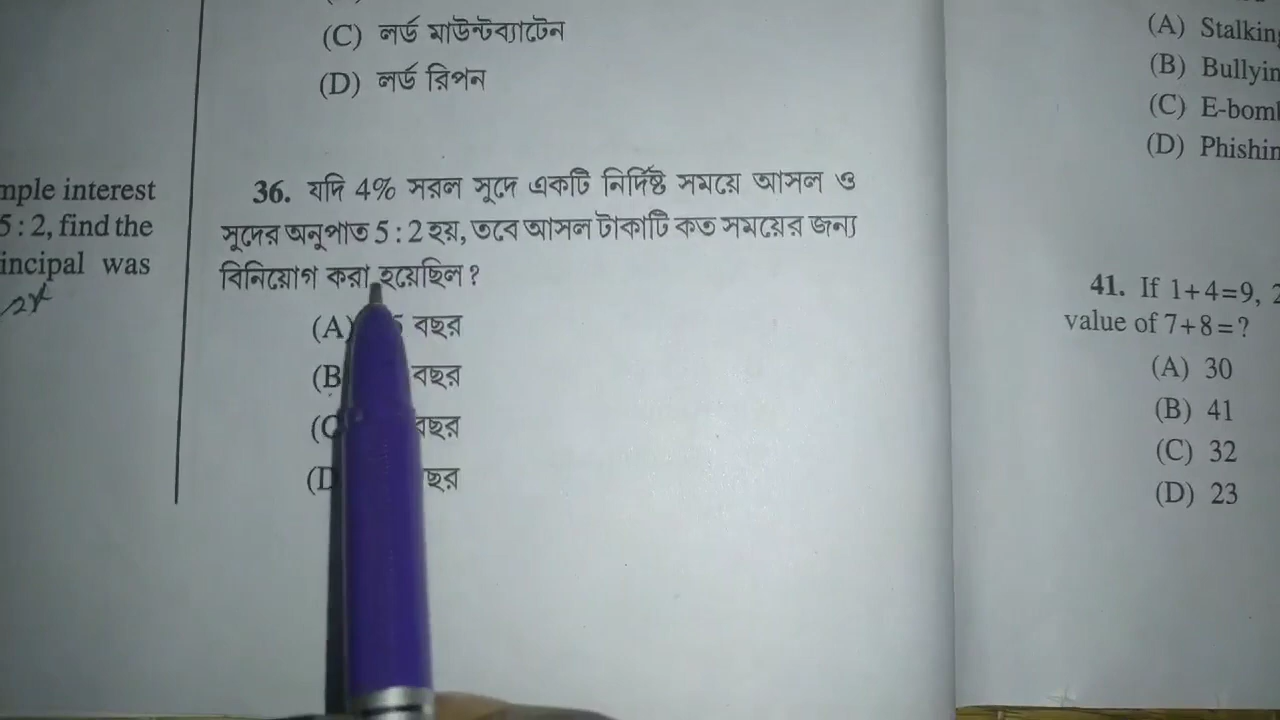 (C) লর্ড মাউন্টব্যাটেন
(D) লর্ড রিপন
mple interest
5 : 2, find the
incipal was
36. যদি 4% সরল সুদে একটি নির্দিষ্ট সময়ে আসল ও
সুদের অনুপাত 5 : 2 হয়, তবে আসল টাকাটি কত সময়ের জন্য
বিনিয়োগ করা হয়েছিল ?
(A) বছর
(B বছর
(C বছর
(D ছর
(A) Stalkin
(B) Bullyin
(C) E-bom
(D) Phishin
41. If 1+4=9, 2
value of 7+8=?
(A) 30
(B) 41
(C) 32
(D) 23